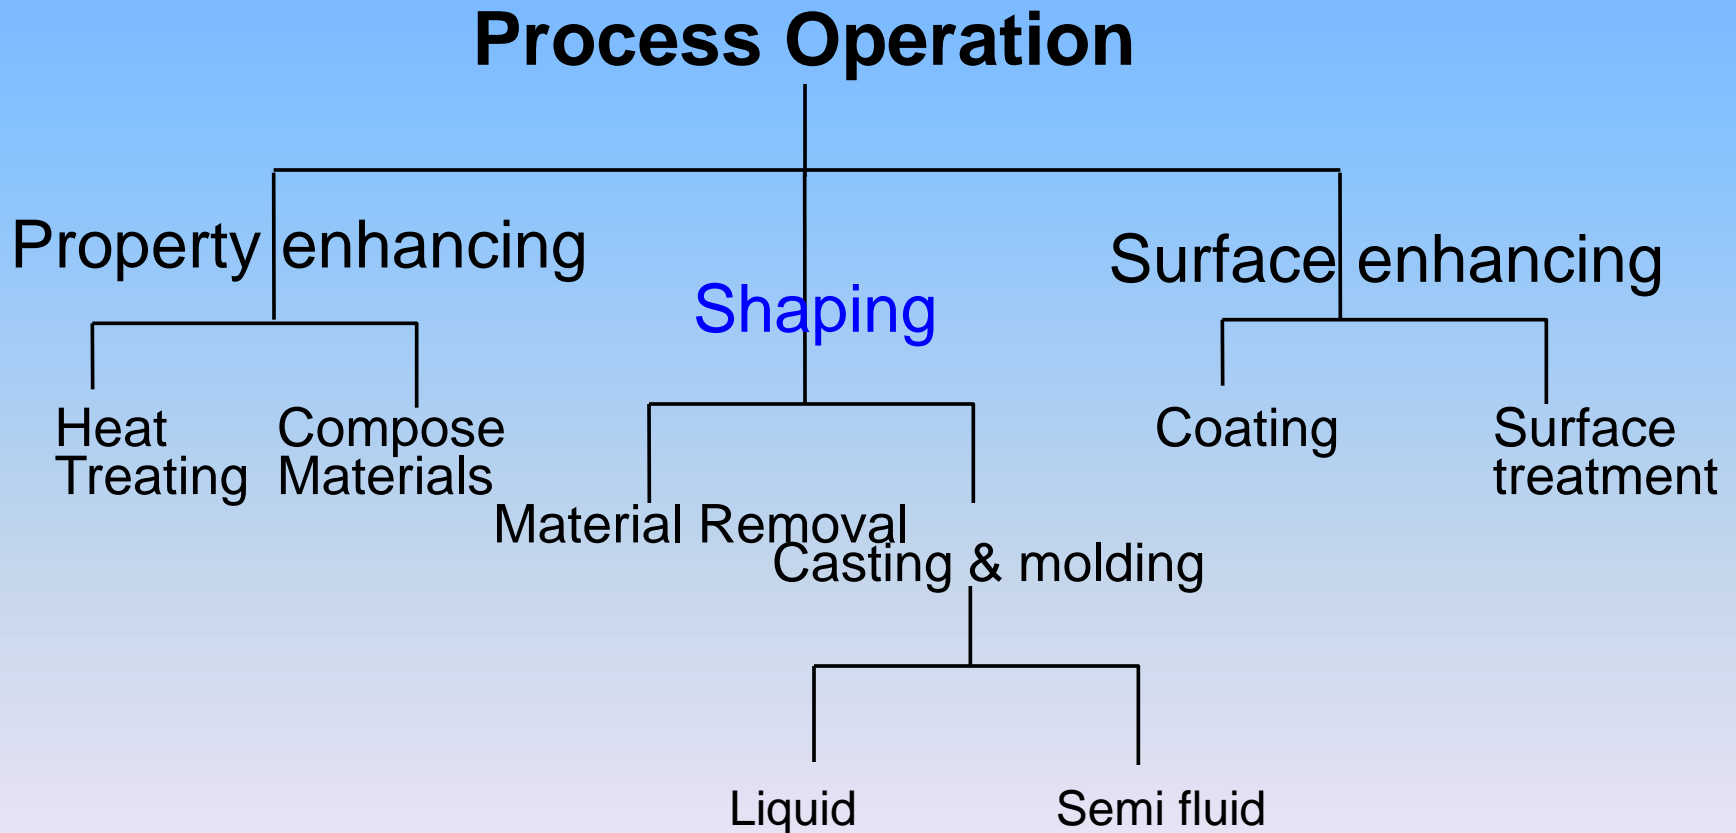 Process Operation
Property enhancing
Surface enhancing
Shaping
Heat
Treating
Compose
Materials
Coating
Surface
treatment
Material Removal
Casting & molding
Liquid
Semi fluid